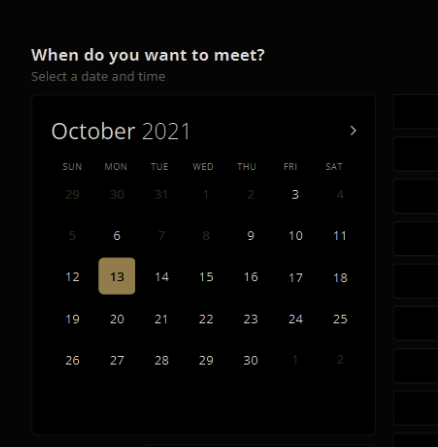 When do you want to meet?
Select a date and time
October 2021 >
SUN MON TUE WED THU FRI SAT
29 30 31 1 2 3 4
5 6 7 8 9 10 11
12 13 14 15 16 17 18
19 20 21 22 23 24 25
26 27 28 29 30 1 2